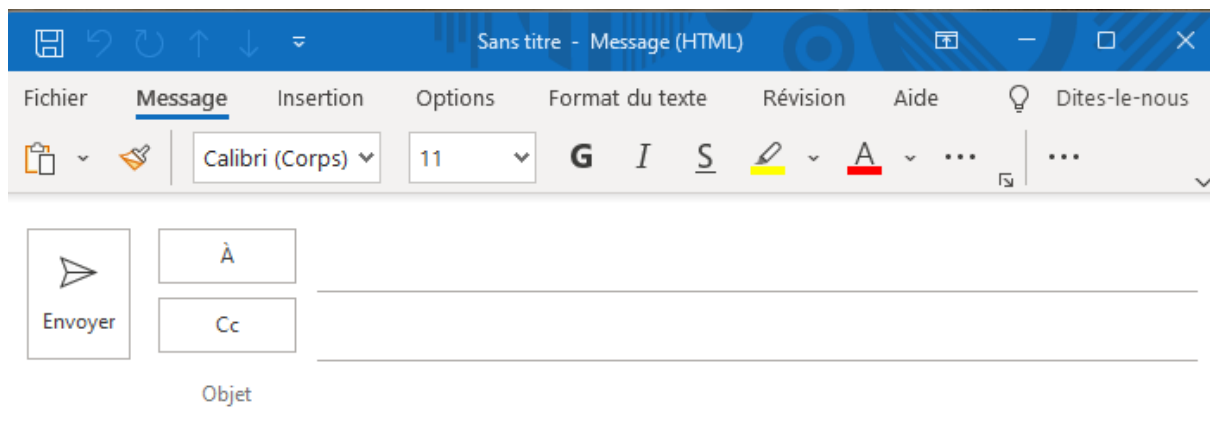 Sans titre - Message (HTML)
Fichier Message Insertion Options Format du texte Révision Aide Dites-le-nous
Calibri (Corps) 11 G I S A
À
Envoyer Cc
Objet